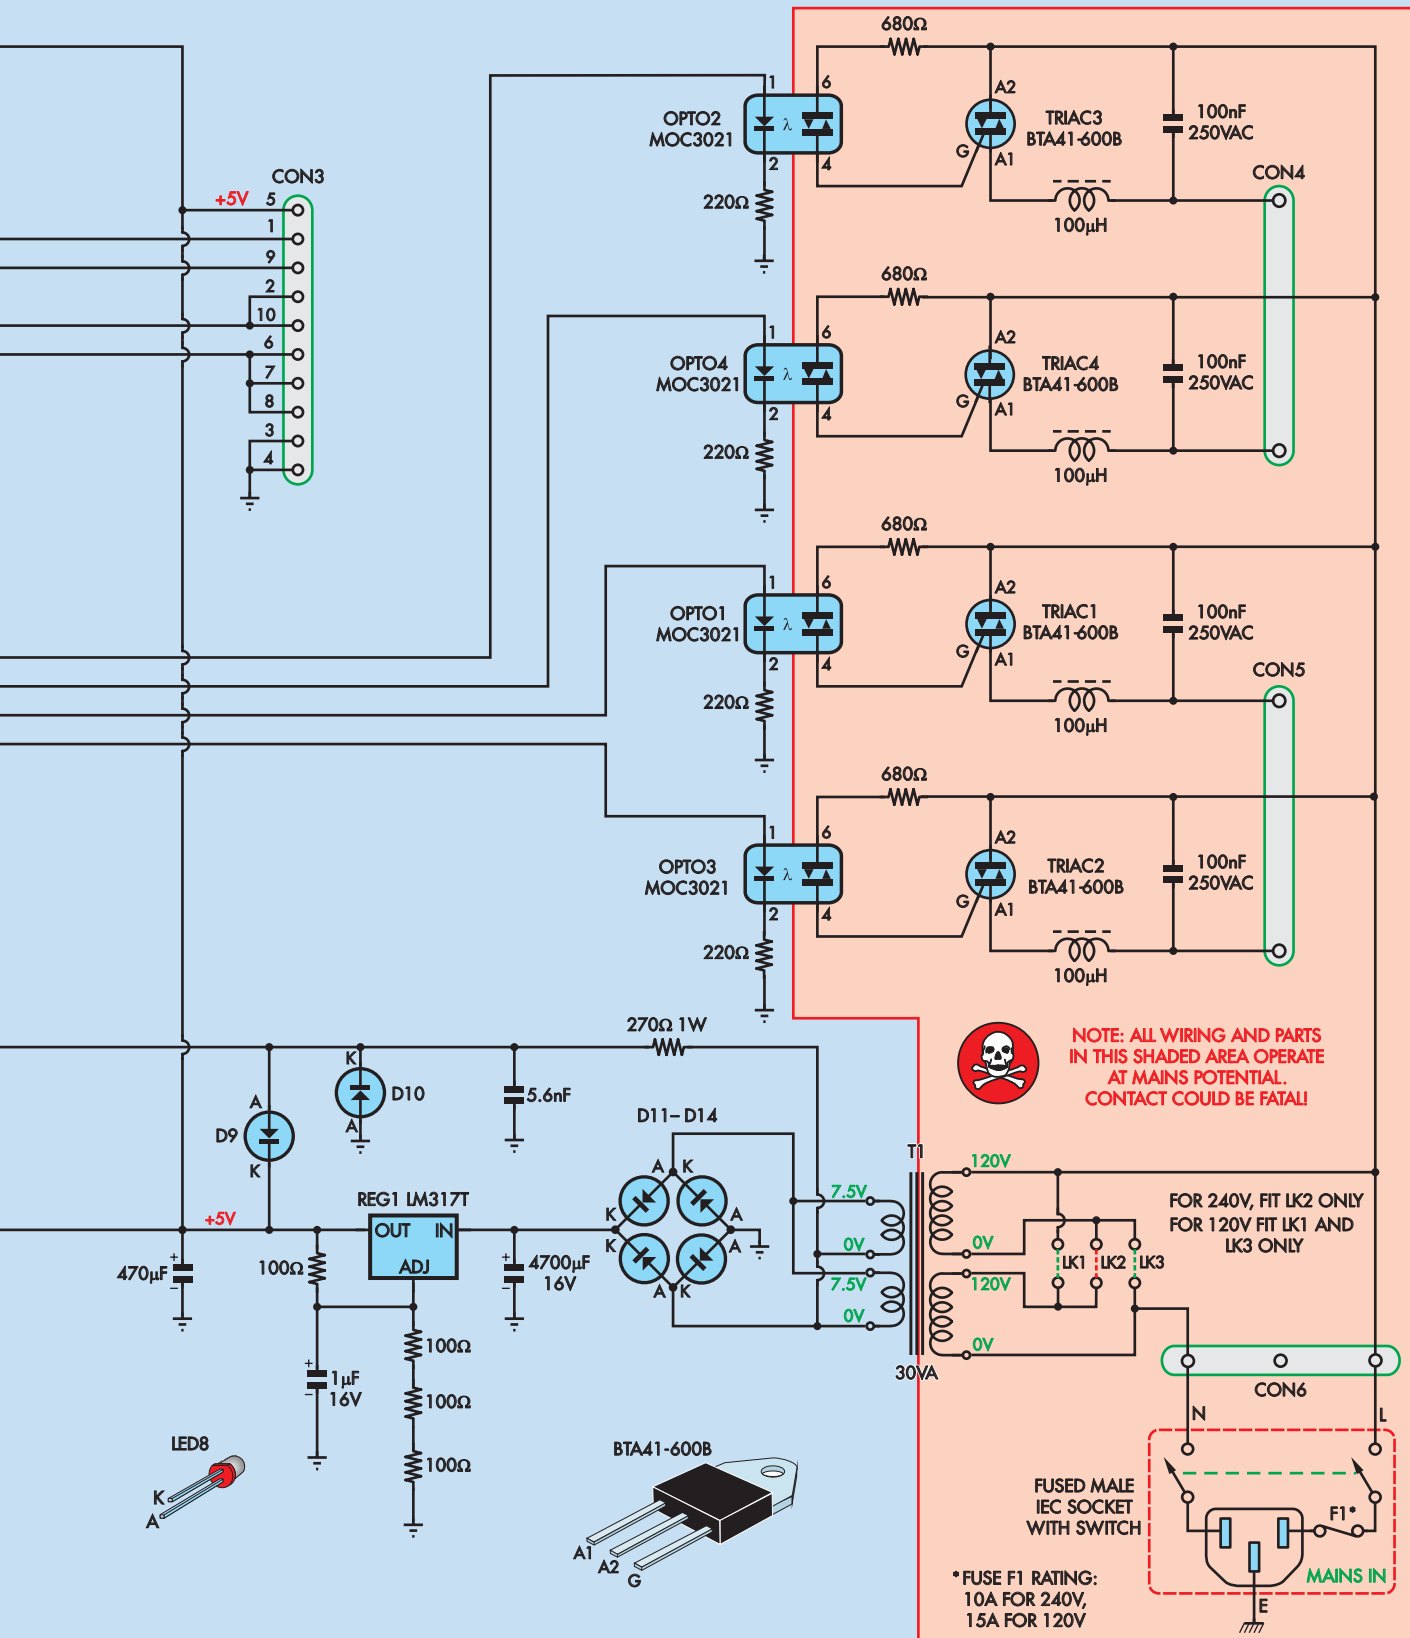 680Ω
1
6
A2
OPTO2
MOC3021
λ
TRIAC3
BTA41-600B
100nF
250VAC
G
A1
2
4
CON3
CON4
+5V
5
220Ω
100µH
1
9
2
10
6
7
8
3
4
680Ω
1
6
A2
OPTO4
MOC3021
λ
TRIAC4
BTA41-600B
100nF
250VAC
G
A1
2
4
220Ω
100µH
680Ω
1
6
A2
OPTO1
MOC3021
λ
TRIAC1
BTA41-600B
100nF
250VAC
G
A1
2
4
CON5
220Ω
100µH
680Ω
1
6
A2
OPTO3
MOC3021
λ
TRIAC2
BTA41-600B
100nF
250VAC
G
A1
2
4
220Ω
100µH
270Ω 1W
NOTE: ALL WIRING AND PARTS
IN THIS SHADED AREA OPERATE
AT MAINS POTENTIAL.
CONTACT COULD BE FATAL!
K
D10
A
5.6nF
A
D9
K
D11–D14
T1
120V
A K
7.5V
REG1 LM317T
+5V
OUT IN
ADJ
K
A
K
A
A K
0V
7.5V
0V
0V
120V
0V
FOR 240V, FIT LK2 ONLY
FOR 120V FIT LK1 AND
LK3 ONLY
LK1
LK2
LK3
+
470µF
–
100Ω
+
4700µF
16V
–
100Ω
+
1µF
16V
–
100Ω
100Ω
30VA
CON6
N
L
LED8
K
A
BTA41-600B
A1
A2
G
FUSED MALE
IEC SOCKET
WITH SWITCH
F1*
MAINS IN
E
*FUSE F1 RATING:
10A FOR 240V,
15A FOR 120V